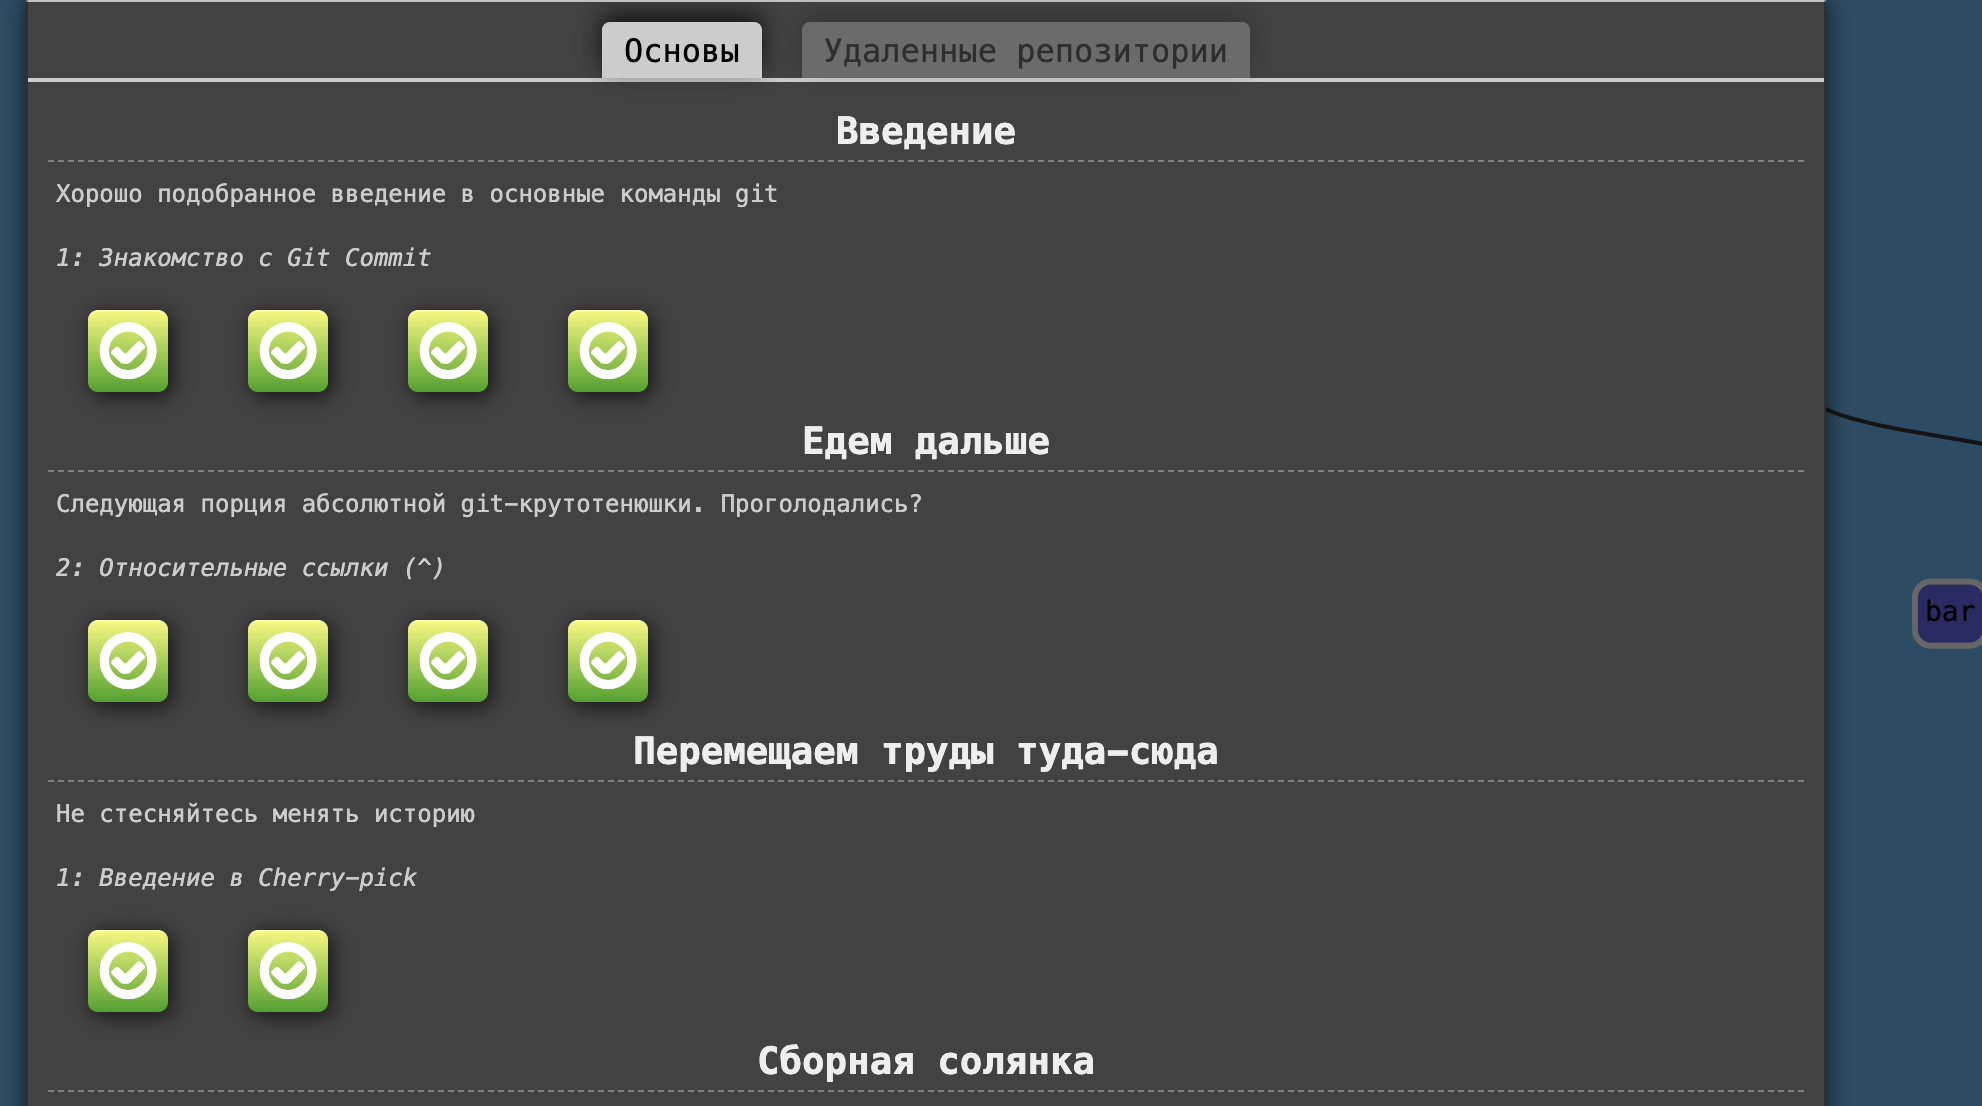 Основы
Удаленные репозитории
Введение
Хорошо подобранное введение в основные команды git
1: Знакомство с Git Commit
Едем дальше
Следующая порция абсолютной git-крутотенюшки. Проголодались?
2: Относительные ссылки (^)
bar
Перемещаем труды туда-сюда
Не стесняйтесь менять историю
1: Введение в Cherry-pick
Сборная солянка